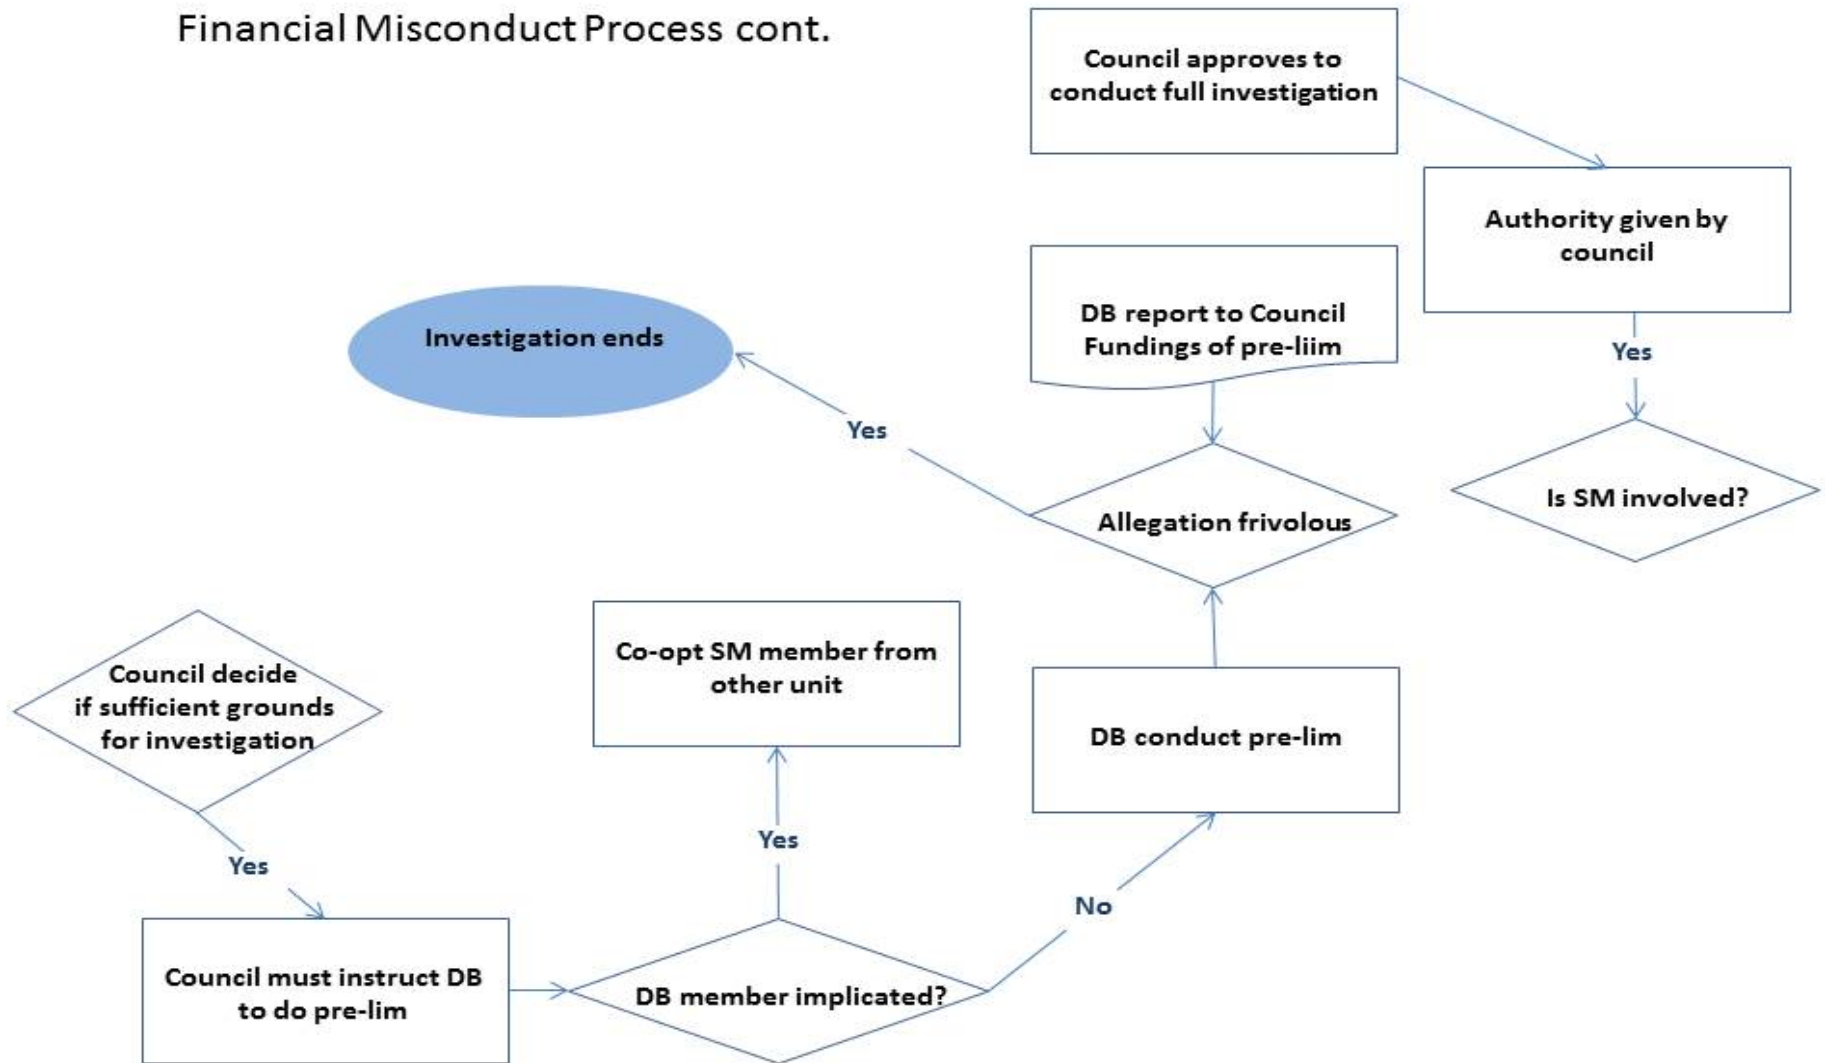 Financial Misconduct Process cont.
Council approves to
conduct full investigation
Authority given by
council
DB report to Council
Fundings of pre-liim
Investigation ends
Yes
Yes
Allegation frivolous
Is SM involved?
Co-opt SM member from
other unit
Council decide
if sufficient grounds
for investigation
DB conduct pre-lim
Yes
Yes
No
Council must instruct DB
to do pre-lim
DB member implicated?